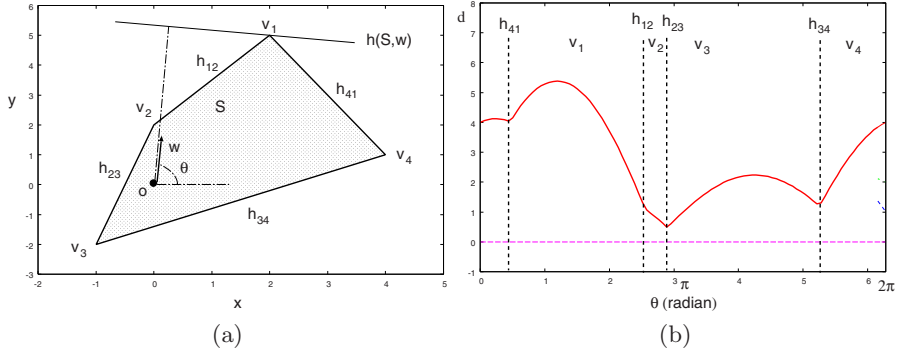 v1
h(S,w)
h12
h41
S
v2
w
θ
h23
o
v4
h34
v3
y
6
5
4
3
2
1
0
-1
-2
-3
-2 -1 0 1 2 3 4 5
x
(a)
d
8
7
6
5
4
3
2
1
0
-1
h41 v1 h12 v2 h23 v3 h34 v4
0 1 2 3 π 4 5 6 2π
θ (radian)
(b)